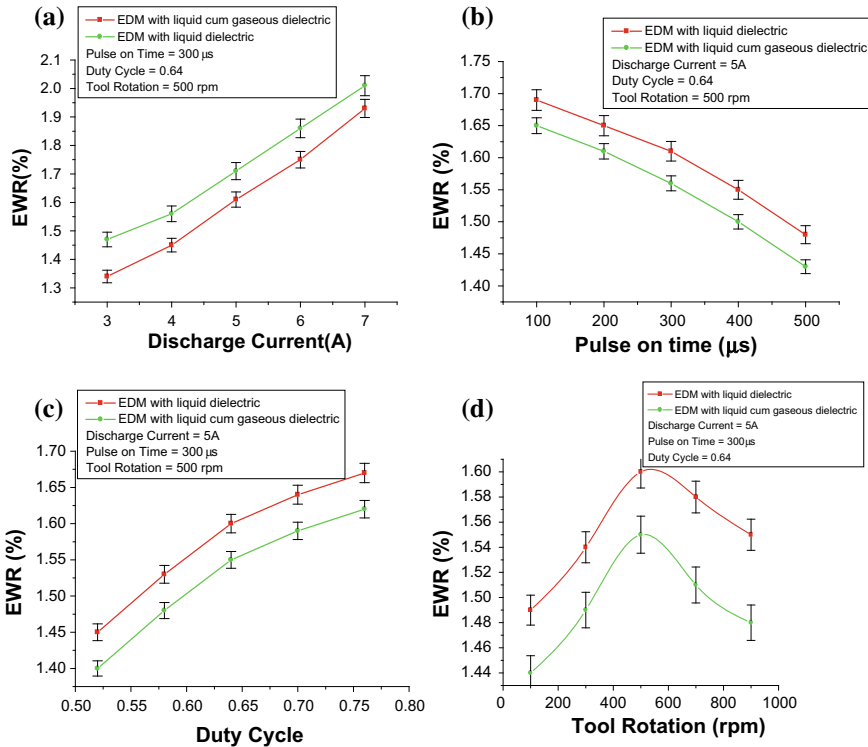 (a)
EDM with liquid cum gaseous dielectric
EDM with liquid dielectric
Pulse on Time = 300 µs
Duty Cycle = 0.64
Tool Rotation = 500 rpm
2.1
2.0
1.9
1.8
1.7
1.6
1.5
1.4
1.3
EWR(%)
3
4
5
6
7
Discharge Current(A)
(b)
EDM with liquid dielectric
EDM with liquid cum gaseous dielectric
Discharge Current = 5A
Duty Cycle = 0.64
Tool Rotation = 500 rpm
1.75
1.70
1.65
1.60
1.55
1.50
1.45
1.40
EWR (%)
100
200
300
400
500
Pulse on time (µs)
(c)
EDM with liquid dielectric
EDM with liquid cum gaseous dielectric
Discharge Current = 5A
Pulse on Time = 300 µs
Tool Rotation = 500 rpm
1.70
1.65
1.60
1.55
1.50
1.45
1.40
EWR (%)
0.50
0.55
0.60
0.65
0.70
0.75
0.80
Duty Cycle
(d)
EDM with liquid dielectric
EDM with liquid cum gaseous dielectric
Discharge Current = 5A
Pulse on Time = 300µs
Duty Cycle = 0.64
1.60
1.58
1.56
1.54
1.52
1.50
1.48
1.46
1.44
EWR (%)
0
200
400
600
800
1000
Tool Rotation (rpm)